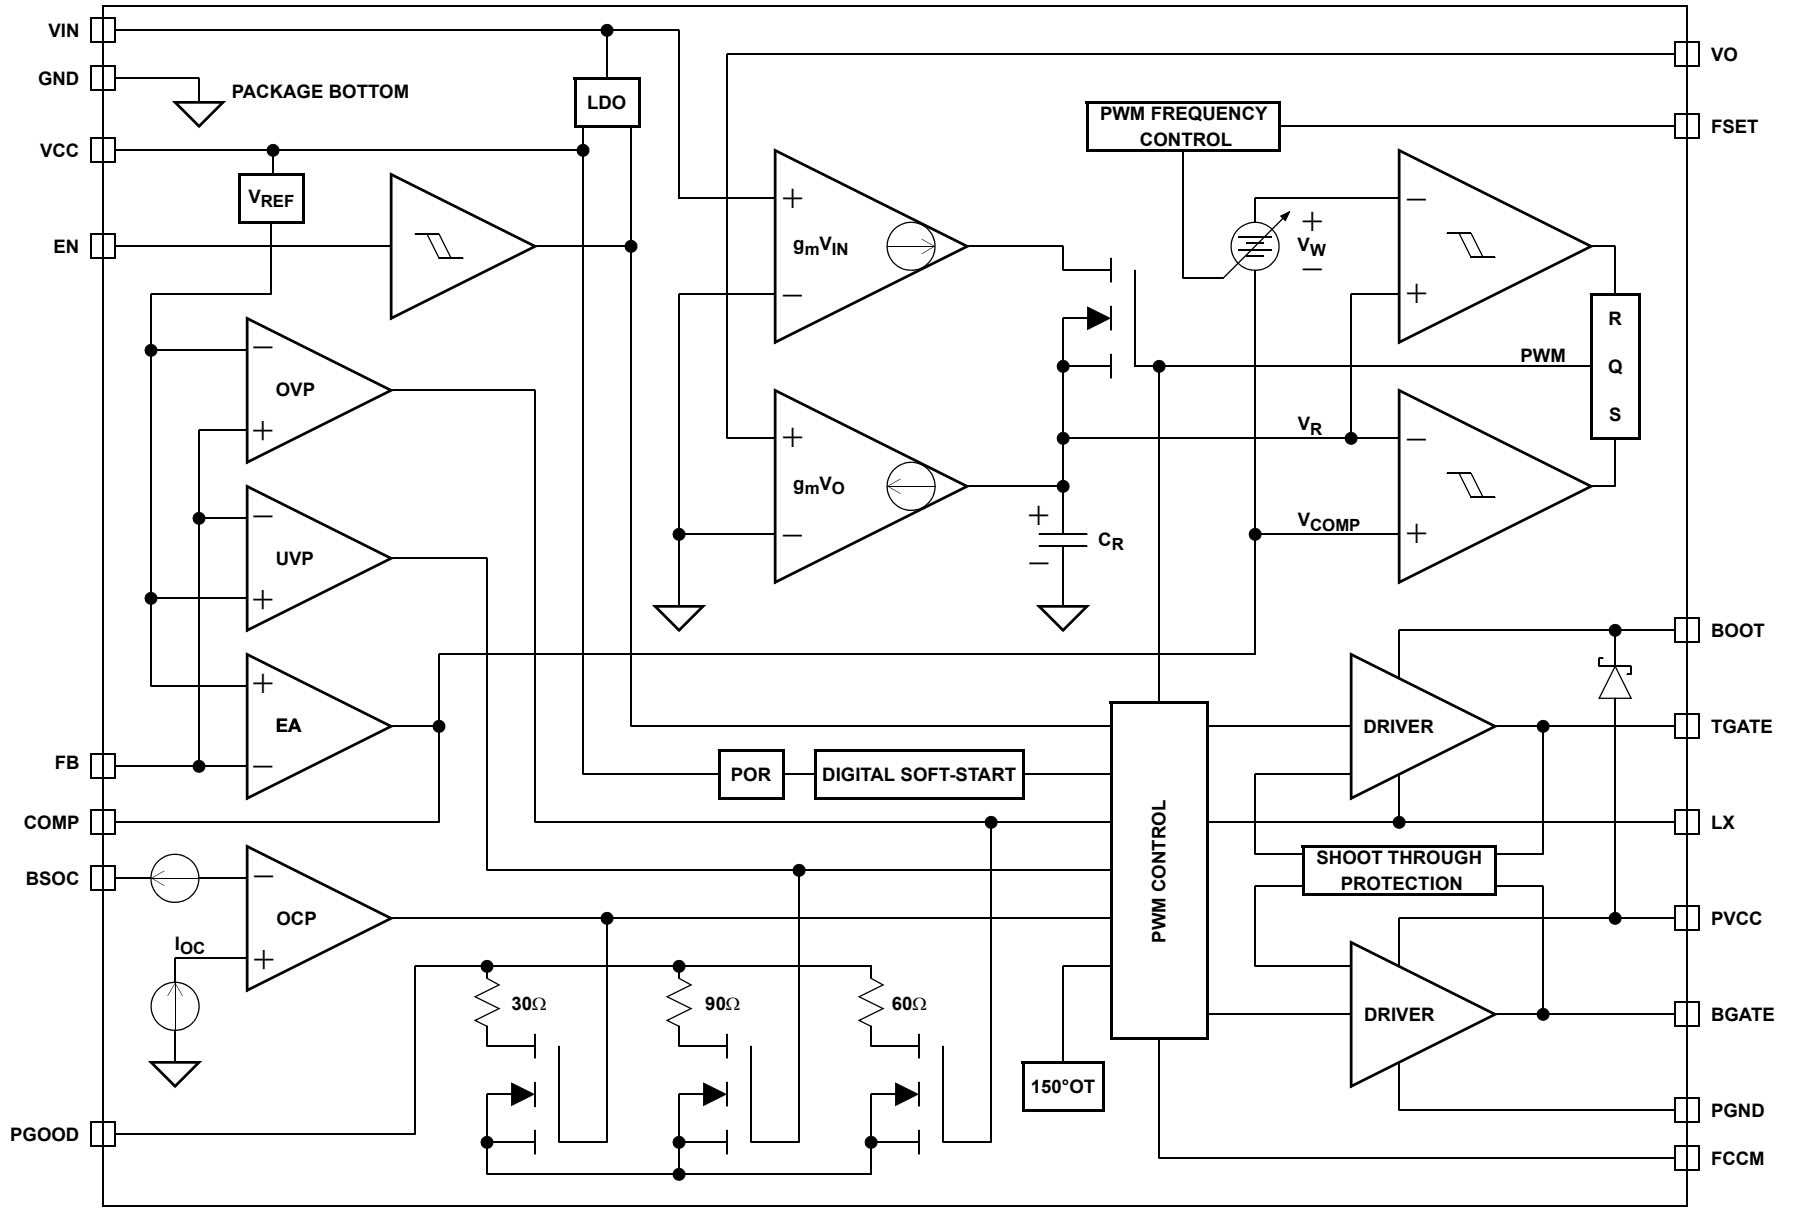 VIN
VO
GND
PACKAGE BOTTOM
LDO
PWM FREQUENCY
CONTROL
FSET
VCC
VREF
EN
+
gmVIN
−
−
+
VW
−
+
R
Q
S
PWM
−
OVP
+
+
gmVO
−
VR
−
VCOMP
+
+
CR
−
−
UVP
+
BOOT
+
EA
−
FB
DRIVER
TGATE
POR
DIGITAL SOFT-START
COMP
LX
PWM CONTROL
SHOOT THROUGH
PROTECTION
BSOC
−
OCP
+
IOC
PVCC
30Ω
90Ω
60Ω
DRIVER
BGATE
150°OT
PGOOD
PGND
FCCM